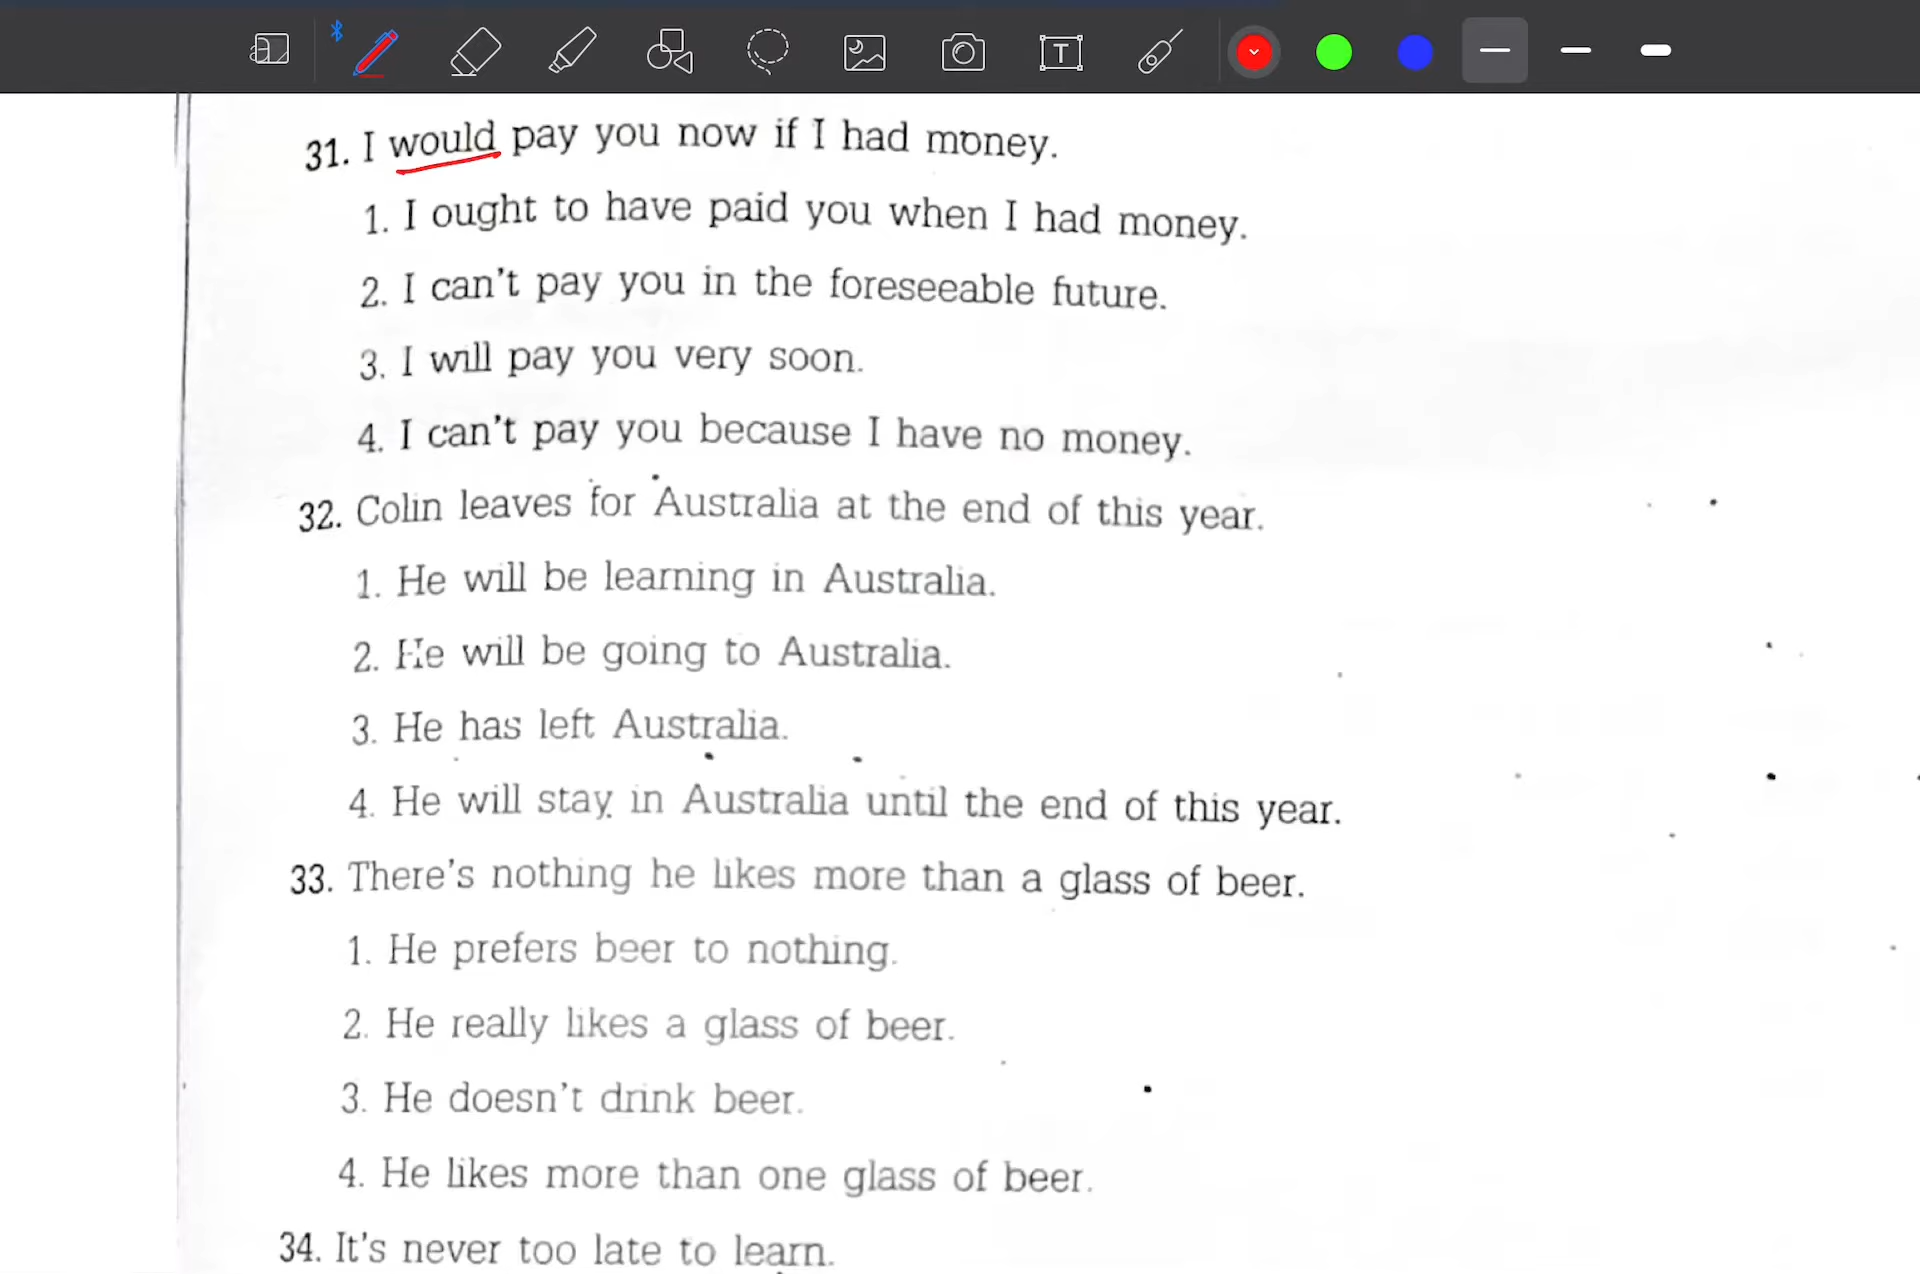 31. I would pay you now if I had money.
1. I ought to have paid you when I had money.
2. I can't pay you in the foreseeable future.
3. I will pay you very soon.
4. I can't pay you because I have no money.
32. Colin leaves for Australia at the end of this year.
1. He will be learning in Australia.
2. He will be going to Australia.
3. He has left Australia.
4. He will stay in Australia until the end of this year.
33. There's nothing he likes more than a glass of beer.
1. He prefers beer to nothing.
2. He really likes a glass of beer.
3. He doesn't drink beer.
4. He likes more than one glass of beer.
34. It's never too late to learn.